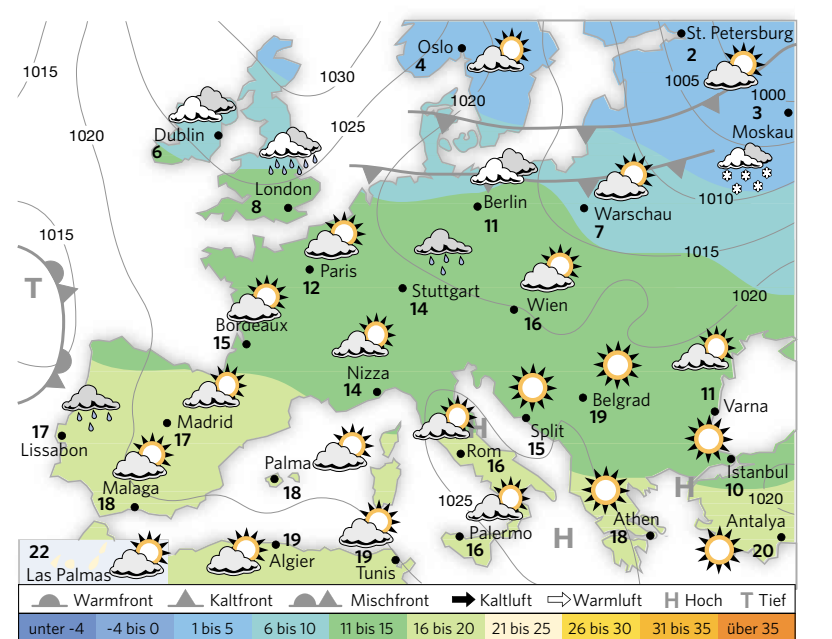 Oslo
4
St. Petersburg
2
1015
1030
1005
1000
3
Moskau
1020
1020
1025
Dublin
6
London
8
Berlin
11
Warschau
7
1010
1015
1015
T
Paris
12
Stuttgart
14
Wien
16
1020
Bordeaux
15
Nizza
14
Belgrad
19
11
Varna
Madrid
17
17
Lissabon
H
Split
15
Rom
16
Palma
18
Malaga
18
1025
H
Istanbul
10
1020
Palermo
16
H
Athen
18
Antalya
20
22
Las Palmas
19
Algier
19
Tunis
Warmfront Kaltfront Mischfront Kaltluft Warmluft H Hoch T Tief
unter -4 -4 bis 0 1 bis 5 6 bis 10 11 bis 15 16 bis 20 21 bis 25 26 bis 30 31 bis 35 über 35